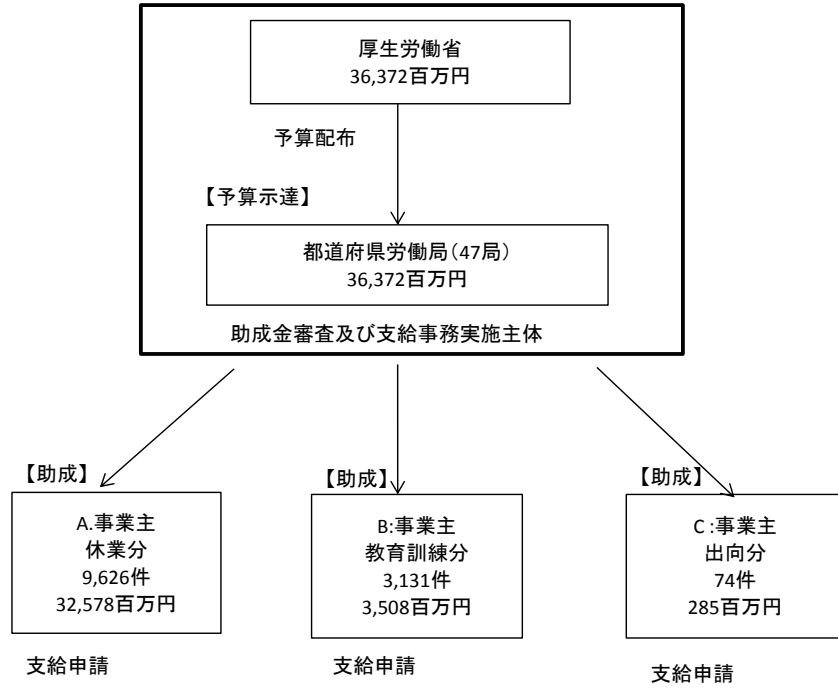 厚生労働省
36,372百万円
予算配布
【予算示達】
都道府県労働局(47局)
36,372百万円
助成金審査及び支給事務実施主体
【助成】
A.事業主
休業分
9,626件
32,578百万円
支給申請
【助成】
B:事業主
教育訓練分
3,131件
3,508百万円
支給申請
【助成】
C:事業主
出向分
74件
285百万円
支給申請